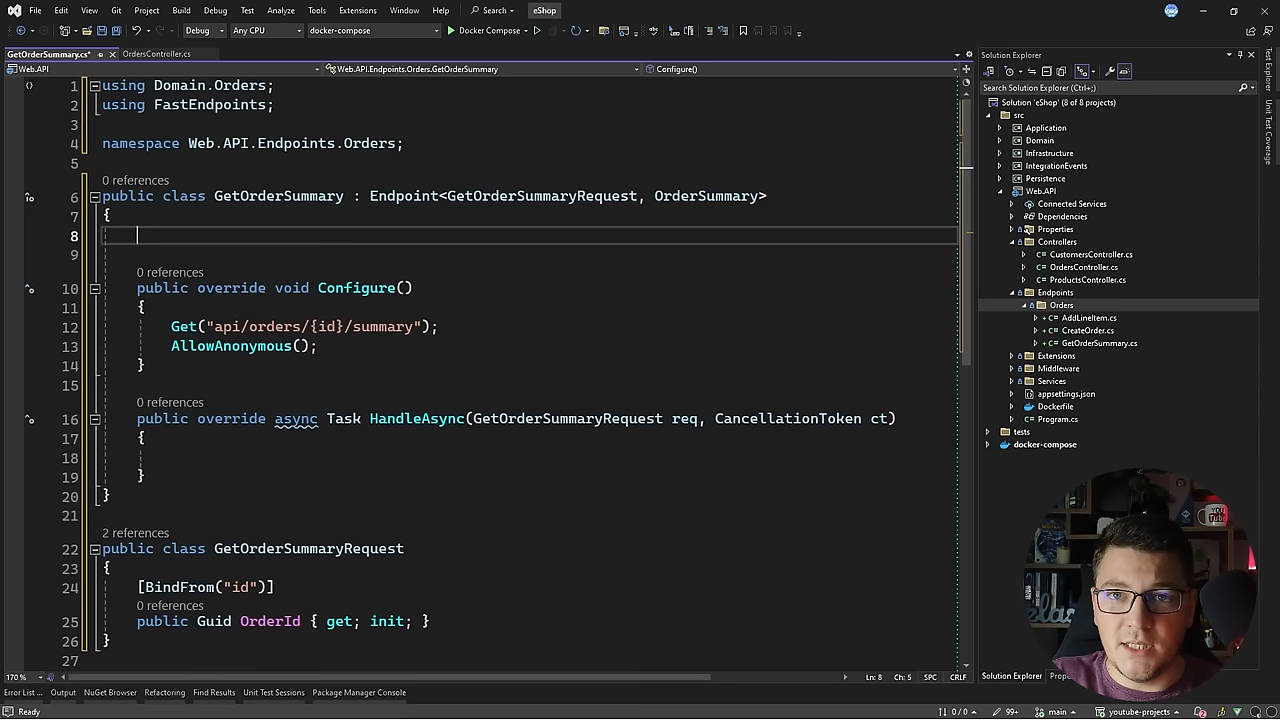 File Edit View Git Project Build Debug Test Analyze Tools Extensions Window Help Search eShop
Debug Any CPU docker-compose Docker Compose
GetOrderSummary.cs* OrdersController.cs
Web.API Web.API.Endpoints.Orders.GetOrderSummary Configure()
1 using Domain.Orders;
2 using FastEndpoints;
3
4 namespace Web.API.Endpoints.Orders;
5
0 references
6 public class GetOrderSummary : Endpoint<GetOrderSummaryRequest, OrderSummary>
7 {
8
9
0 references
10 public override void Configure()
11 {
12 Get("api/orders/{id}/summary");
13 AllowAnonymous();
14 }
15
0 references
16 public override async Task HandleAsync(GetOrderSummaryRequest req, CancellationToken ct)
17 {
18
19 }
20 }
21
2 references
22 public class GetOrderSummaryRequest
23 {
24 [BindFrom("id")]
0 references
25 public Guid OrderId { get; init; }
26 }
27
170 % Ln: 8 Ch: 5 SPC CRLF
Error List ... Output NuGet Browser Refactoring Find Results Unit Test Sessions Package Manager Console
Ready 0 / 0 99+ main youtube-projects
Solution Explorer
Search Solution Explorer (Ctrl+;)
Solution 'eShop' (8 of 8 projects)
src
Application
Domain
Infrastructure
IntegrationEvents
Persistence
Web.API
Connected Services
Dependencies
Properties
Controllers
CustomersController.cs
OrdersController.cs
ProductsController.cs
Endpoints
Orders
AddLineItem.cs
CreateOrder.cs
GetOrderSummary.cs
Extensions
Middleware
Services
appsettings.json
Dockerfile
Program.cs
tests
docker-compose
Solution Explorer
Test Explorer
Unit Test Coverage
You